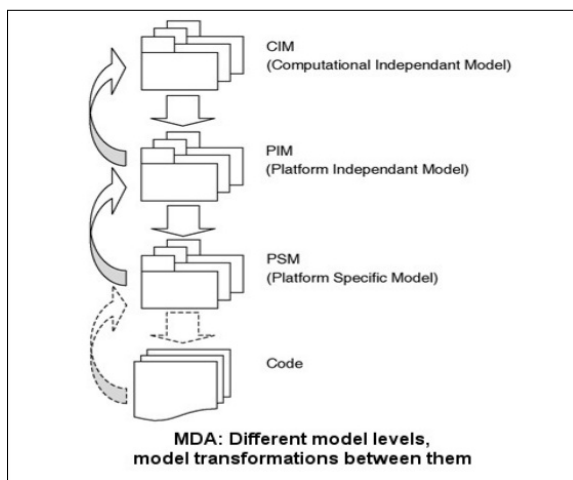 CIM
(Computational Independant Model)
PIM
(Platform Independant Model)
PSM
(Platform Specific Model)
Code
MDA: Different model levels,
model transformations between them